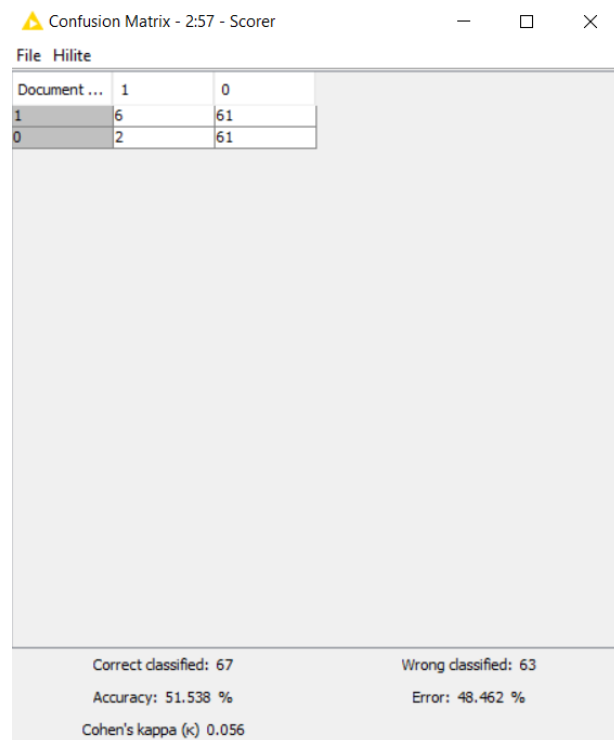 Confusion Matrix - 2:57 - Scorer
File Hilite
Document ... 1 0
1 6 61
0 2 61
Correct classified: 67 Wrong classified: 63
Accuracy: 51.538 % Error: 48.462 %
Cohen's kappa (κ) 0.056